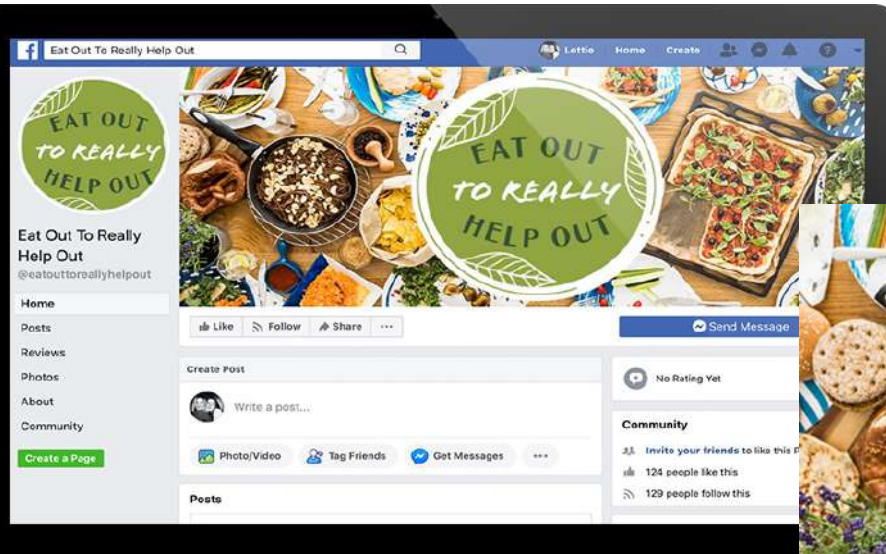 Eat Out To Really Help Out
Lottie Home Create
EAT OUT
TO REALLY
HELP OUT
EAT OUT
TO REALLY
HELP OUT
Eat Out To Really
Help Out
@eatouttoreallyhelpout
Home
Posts
Reviews
Photos
About
Community
Create a Page
Like Follow Share
Send Message
Create Post
Write a post...
Photo/Video Tag Friends Get Messages
Posts
No Rating Yet
Community
Invite your friends to like this P
124 people like this
129 people follow this